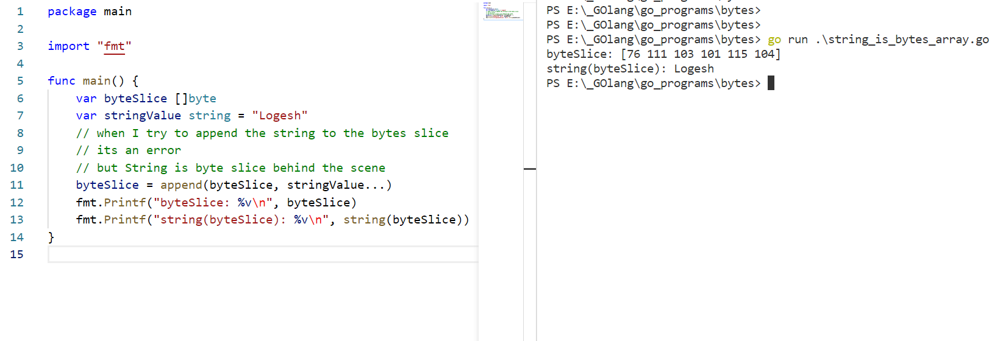 1 package main
2
3 import "fmt"
4
5 func main() {
6 var byteSlice []byte
7 var stringValue string = "Logesh"
8 // when I try to append the string to the bytes slice
9 // its an error
10 // but String is byte slice behind the scene
11 byteSlice = append(byteSlice, stringValue...)
12 fmt.Printf("byteSlice: %v\n", byteSlice)
13 fmt.Printf("string(byteSlice): %v\n", string(byteSlice))
14 }
15
PS E:\_GOlang\go_programs\bytes>
PS E:\_GOlang\go_programs\bytes>
PS E:\_GOlang\go_programs\bytes> go run .\string_is_bytes_array.go
byteSlice: [76 111 103 101 115 104]
string(byteSlice): Logesh
PS E:\_GOlang\go_programs\bytes>